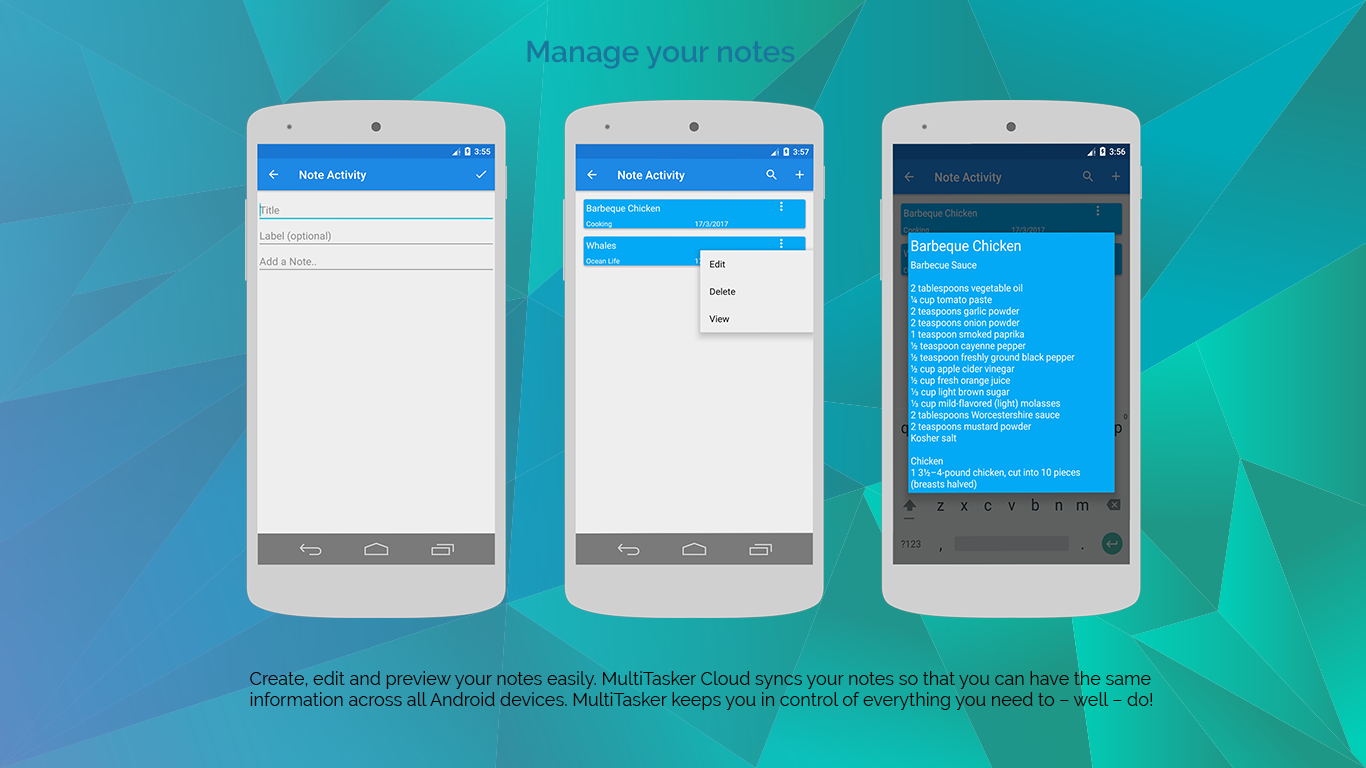 Manage your notes
3:55
Note Activity
Title
Label (optional)
Add a Note..
3:57
Note Activity
Barbeque Chicken
Cooking 17/3/2017
Whales
Ocean Life
Edit
Delete
View
3:56
Note Activity
Barbeque Chicken
Cooking 17/3/2017
Barbeque Chicken
Barbecue Sauce
2 tablespoons vegetable oil
¼ cup tomato paste
2 teaspoons garlic powder
2 teaspoons onion powder
1 teaspoon smoked paprika
½ teaspoon cayenne pepper
½ teaspoon freshly ground black pepper
½ cup apple cider vinegar
½ cup fresh orange juice
⅓ cup light brown sugar
⅓ cup mild-flavored (light) molasses
2 tablespoons Worcestershire sauce
2 teaspoons mustard powder
Kosher salt
Chicken
1 3½–4-pound chicken, cut into 10 pieces
(breasts halved)
0
q p
z x c v b n m
?123 , .
Create, edit and preview your notes easily. MultiTasker Cloud syncs your notes so that you can have the same
information across all Android devices. MultiTasker keeps you in control of everything you need to – well – do!